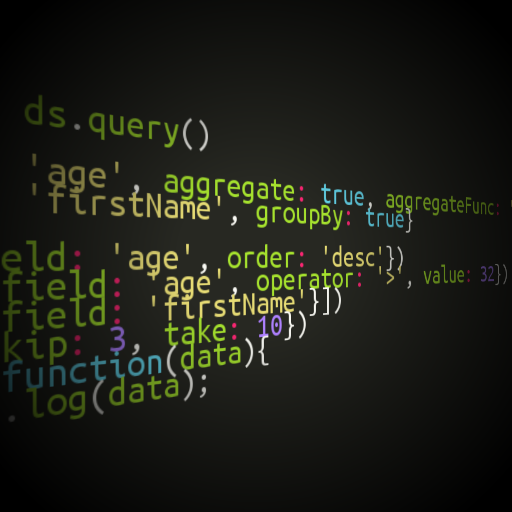 ds.query()
'age', aggregate: true, aggregateFunc: '
'firstName', groupBy: true}
eld: 'age', order: 'desc'})
field: 'age', operator: '>', value: 32})
field: 'firstName'}])
kip: 3, take: 10})
function(data){
.log(data);